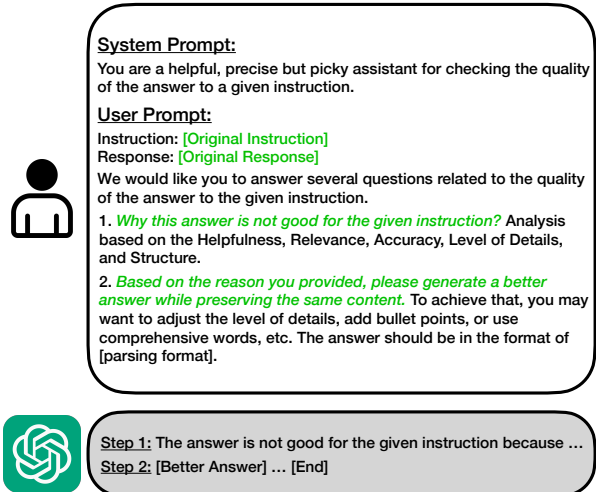 System Prompt:
You are a helpful, precise but picky assistant for checking the quality
of the answer to a given instruction.
User Prompt:
Instruction: [Original Instruction]
Response: [Original Response]
We would like you to answer several questions related to the quality
of the answer to the given instruction.
1. Why this answer is not good for the given instruction? Analysis
based on the Helpfulness, Relevance, Accuracy, Level of Details,
and Structure.
2. Based on the reason you provided, please generate a better
answer while preserving the same content. To achieve that, you may
want to adjust the level of details, add bullet points, or use
comprehensive words, etc. The answer should be in the format of
[parsing format].
Step 1: The answer is not good for the given instruction because …
Step 2: [Better Answer] … [End]